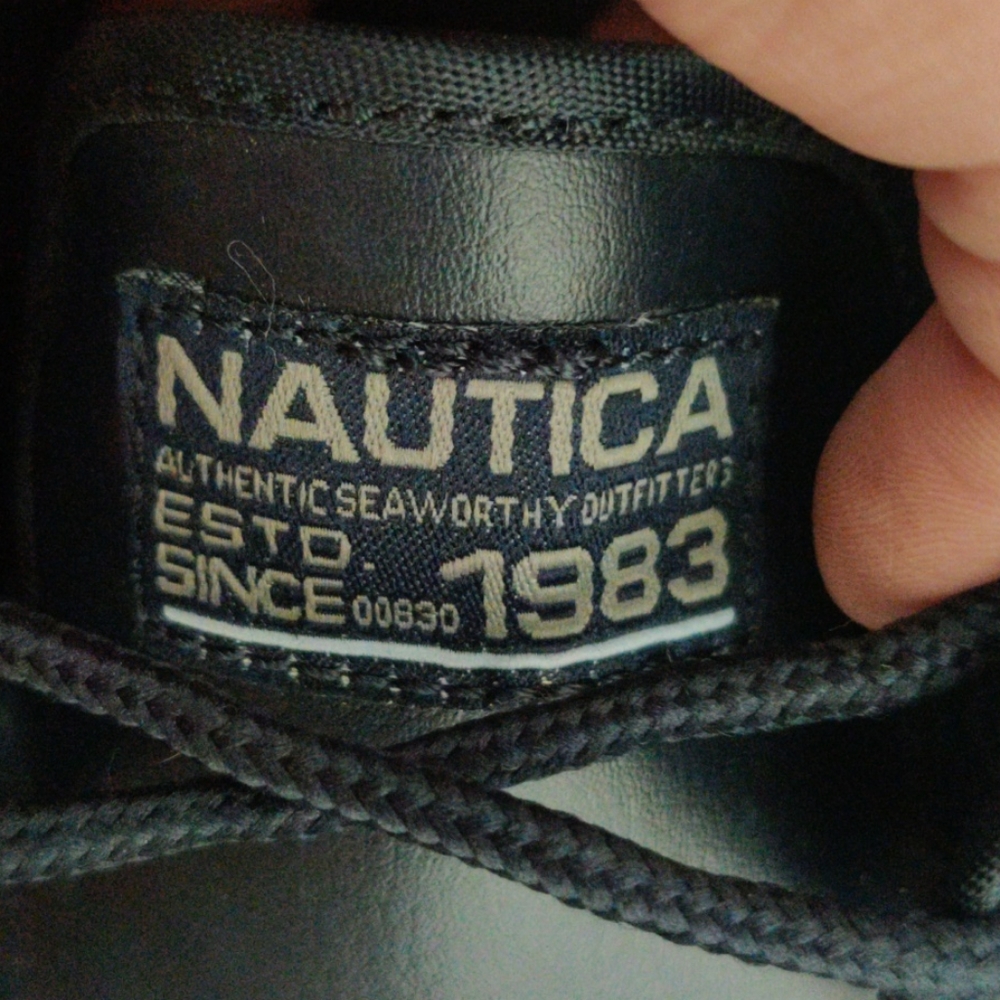 NAUTICA
AUTHENTIC SEAWORTHY OUTFITTERS
ESTD.
SINCE 00830 1983